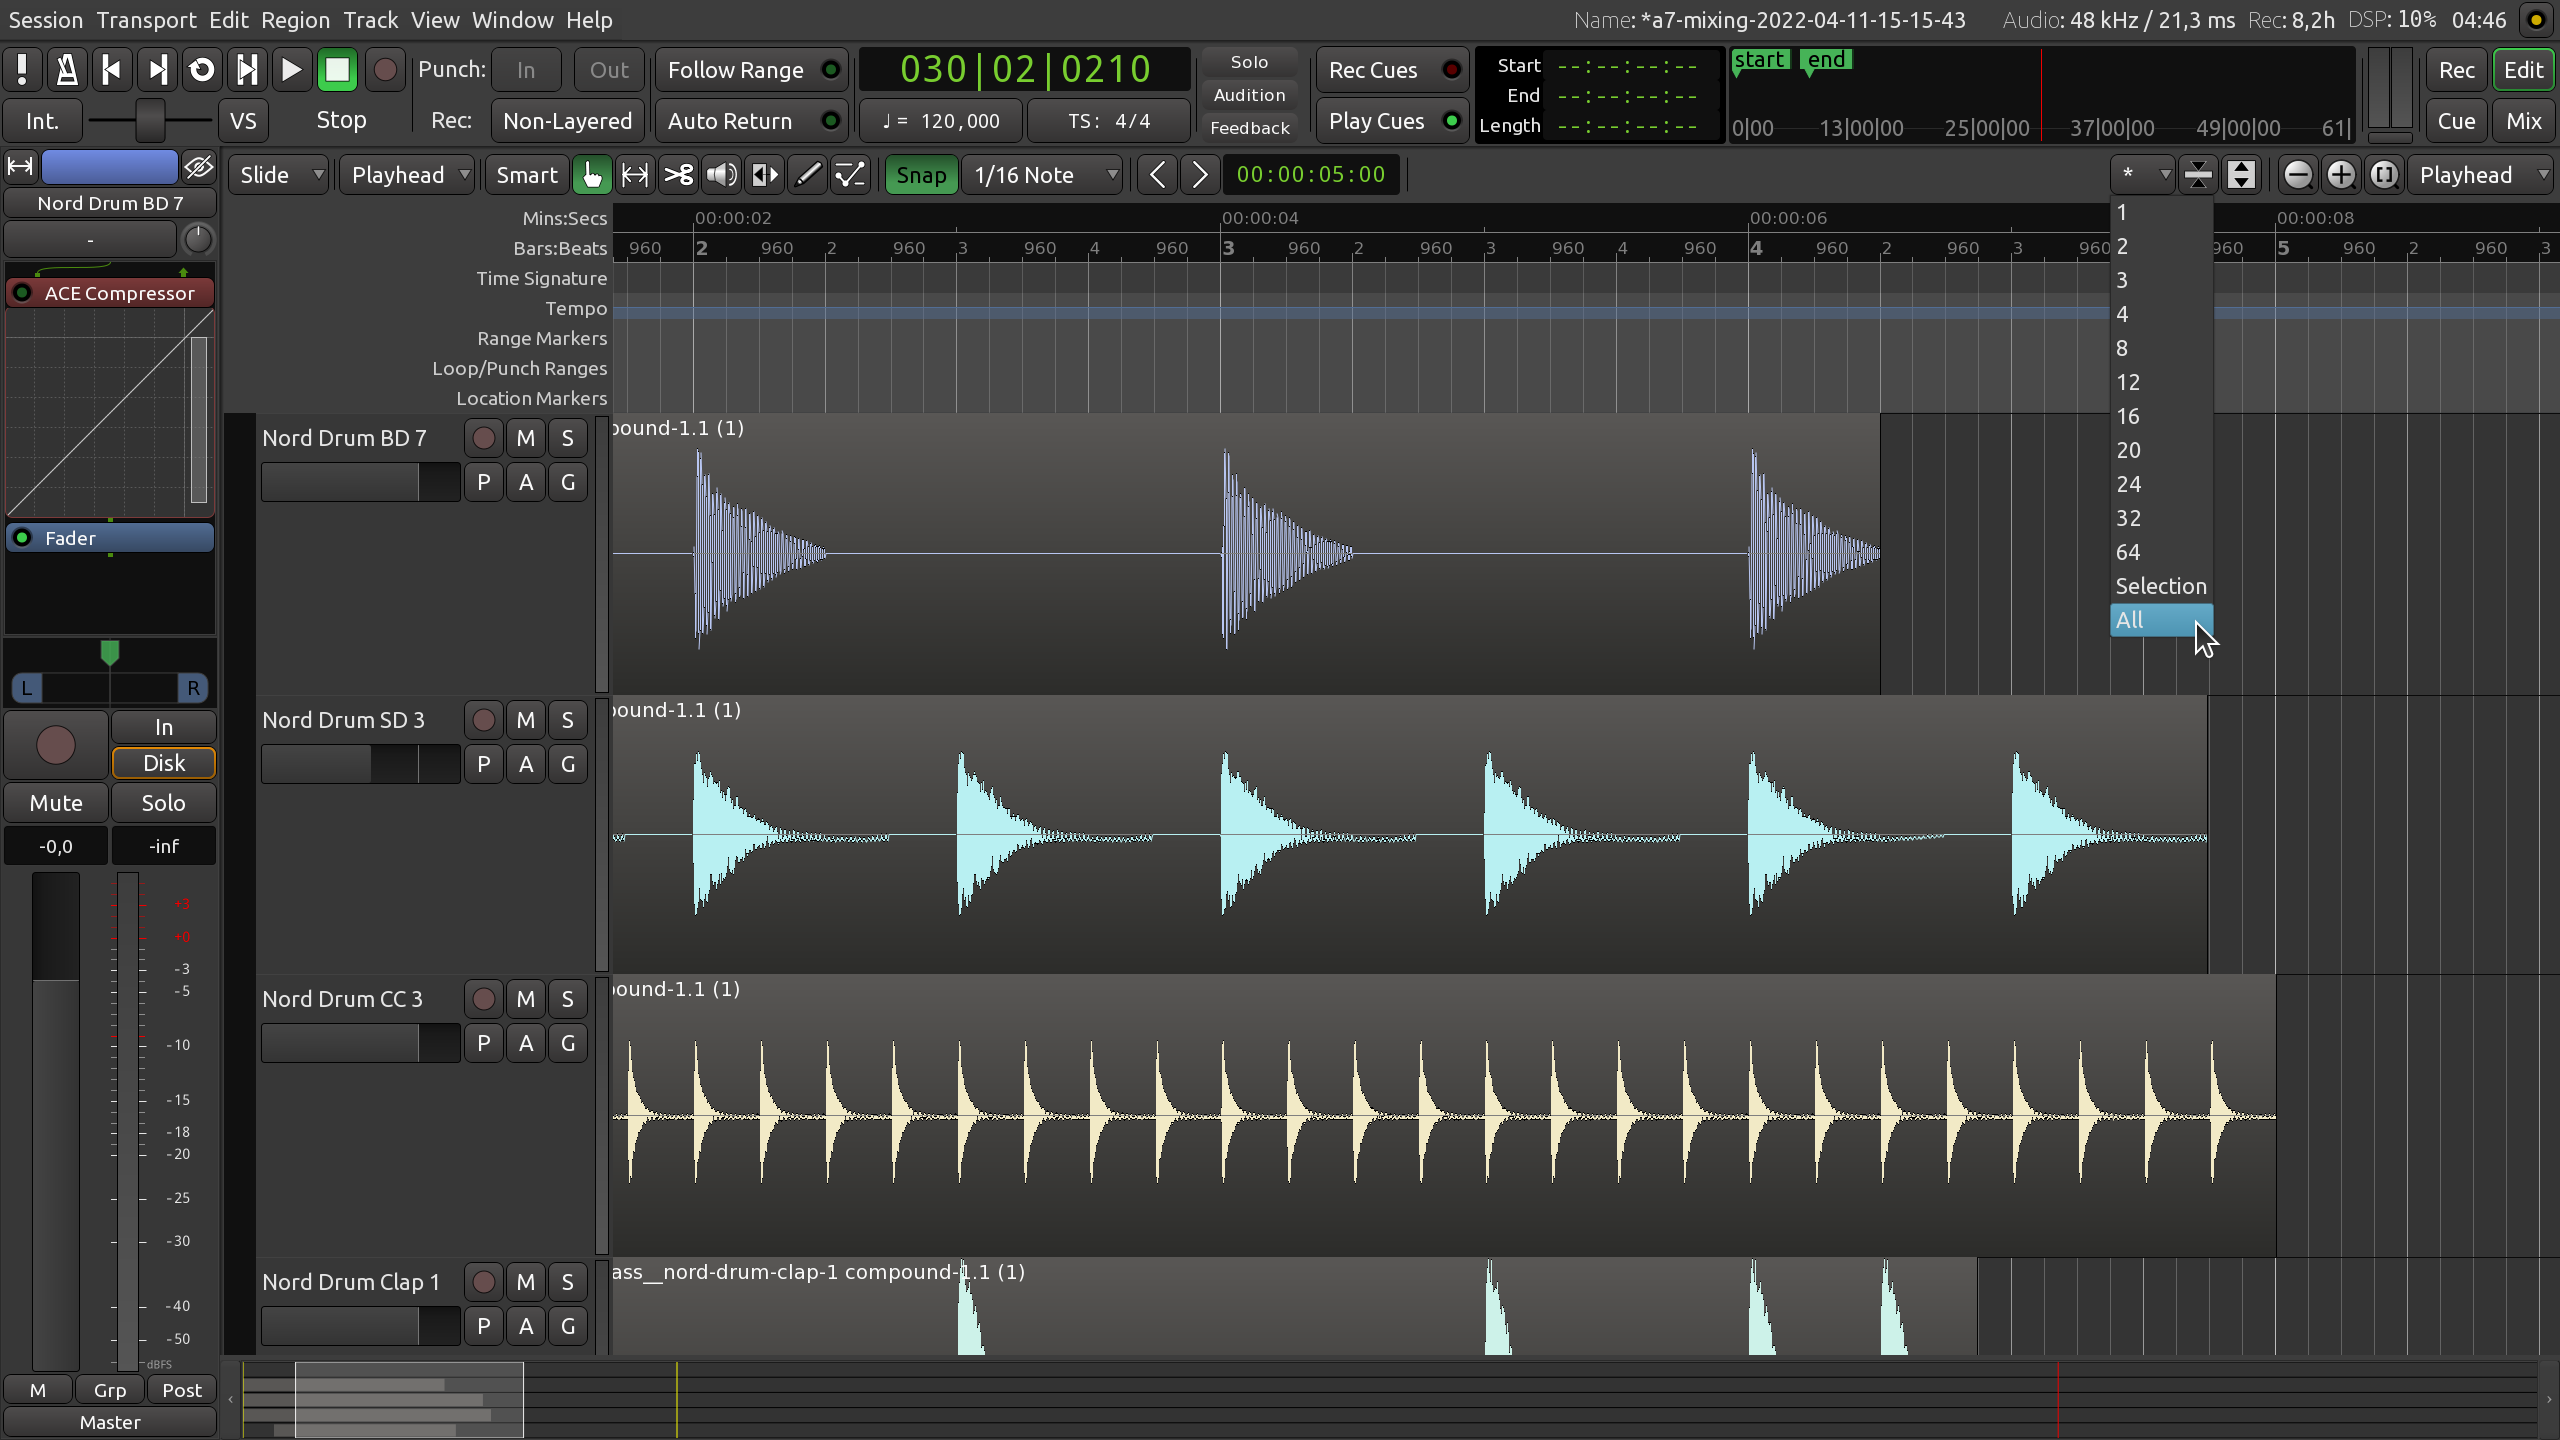 Session Transport Edit Region Track View Window Help
Name: *a7-mixing-2022-04-11-15-15-43 Audio: 48 kHz / 21,3 ms Rec: 8,2h DSP: 10% 04:46
Punch: In Out Follow Range 030|02|0210
Solo
Audition
Feedback
Rec Cues
Play Cues
Start --:--:--:--
End --:--:--:--
Length --:--:--:--
start end
0|00 13|00|00 25|00|00 37|00|00 49|00|00 61|
Rec Edit
Cue Mix
Int. VS Stop Rec: Non-Layered Auto Return ♩ = 120,000 TS: 4/4
Slide Playhead Smart Snap 1/16 Note 00:00:05:00 * Playhead
Nord Drum BD 7
-
ACE Compressor
Fader
L R
In
Disk
Mute Solo
-0,0 -inf
+3
+0
-3
-5
-10
-15
-18
-20
-25
-30
-40
-50
dBFS
M Grp Post
Master
Mins:Secs 00:00:02 00:00:04 00:00:06 00:00:08
Bars:Beats 960 2 960 2 960 3 960 4 960 3 960 2 960 3 960 4 960 4 960 2 960 3 960 960 5 960 2 960 3
Time Signature
Tempo
Range Markers
Loop/Punch Ranges
Location Markers
1
2
3
4
8
12
16
20
24
32
64
Selection
All
Nord Drum BD 7 M S
P A G
pound-1.1 (1)
Nord Drum SD 3 M S
P A G
pound-1.1 (1)
Nord Drum CC 3 M S
P A G
pound-1.1 (1)
Nord Drum Clap 1 M S
P A G
ass__nord-drum-clap-1 compound-1.1 (1)